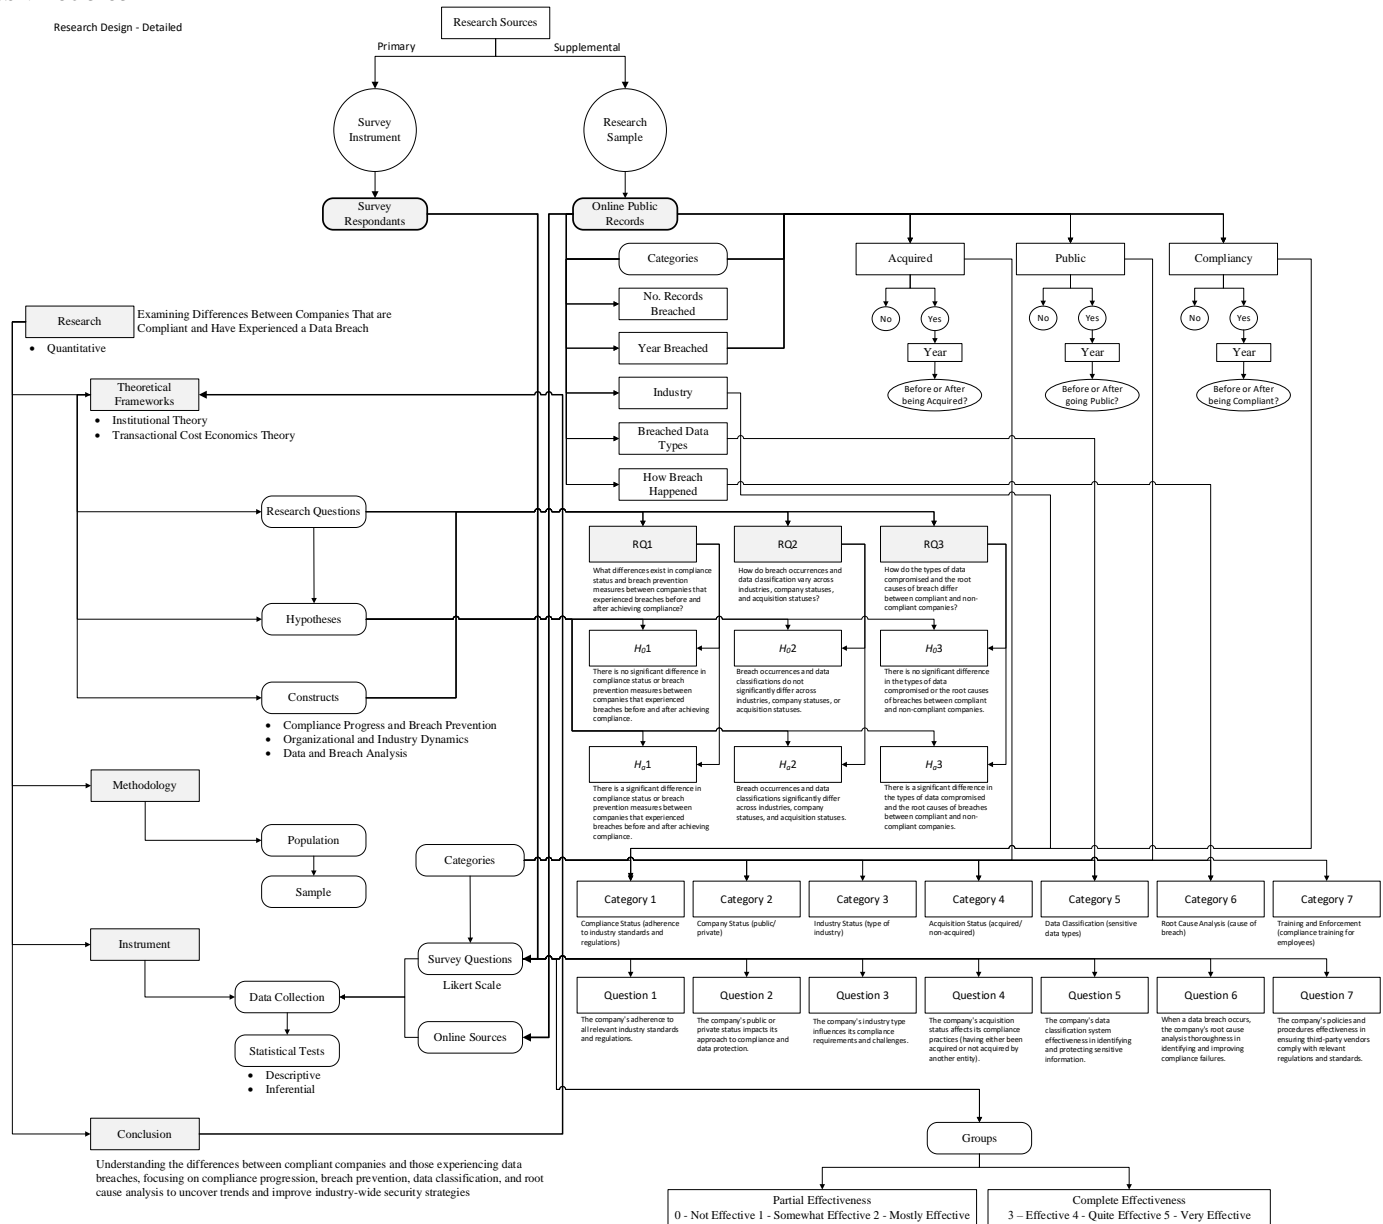 Research Design - Detailed
Research Sources
Primary
Supplemental
Survey
Instrument
Research
Sample
Survey
Respondants
Online Public
Records
Categories
Acquired
Public
Compliancy
No. Records
Breached
No
Yes
No
Yes
No
Yes
Year Breached
Year
Year
Year
Industry
Before or After
being Acquired?
Before or After
going Public?
Before or After
being Compliant?
Breached Data
Types
How Breach
Happened
Research
Examining Differences Between Companies That are
Compliant and Have Experienced a Data Breach
• Quantitative
Theoretical
Frameworks
• Institutional Theory
• Transactional Cost Economics Theory
Research Questions
RQ1
RQ2
RQ3
What differences exist in compliance
status and breach prevention
measures between companies that
experienced breaches before and
after achieving compliance?
How do breach occurrences and
data classification vary across
industries, company statuses,
and acquisition statuses?
How do the types of data
compromised and the root
causes of breach differ
between compliant and non-
compliant companies?
Hypotheses
H01
H02
H03
There is no significant difference in
compliance status or breach
prevention measures between
companies that experienced
breaches before and after achieving
compliance.
Breach occurrences and data
classifications do not
significantly differ across
industries, company statuses, or
acquisition statuses.
There is no significant difference
in the types of data
compromised or the root causes
of breaches between compliant
and non-compliant companies.
Constructs
• Compliance Progress and Breach Prevention
• Organizational and Industry Dynamics
• Data and Breach Analysis
Ha1
Ha2
Ha3
There is a significant difference in
compliance status or breach
prevention measures between
companies that experienced
breaches before and after achieving
compliance.
Breach occurrences and data
classifications significantly differ
across industries, company
statuses, and acquisition statuses.
There is a significant difference in
the types of data compromised
and the root causes of breaches
between compliant and non-
compliant companies.
Methodology
Population
Sample
Categories
Category 1
Category 2
Category 3
Category 4
Category 5
Category 6
Category 7
Compliance Status (adherence
to industry standards and
regulations)
Company Status (public/
private)
Industry Status (type of
industry)
Acquisition Status (acquired/
non-acquired)
Data Classification (sensitive
data types)
Root Cause Analysis (cause of
breach)
Training and Enforcement
(compliance training for
employees)
Instrument
Survey Questions
Likert Scale
Data Collection
Online Sources
Statistical Tests
• Descriptive
• Inferential
Question 1
Question 2
Question 3
Question 4
Question 5
Question 6
Question 7
The company's adherence to
all relevant industry standards
and regulations.
The company's public or
private status impacts its
approach to compliance and
data protection.
The company's industry type
influences its compliance
requirements and challenges.
The company's acquisition
status affects its compliance
practices (having either been
acquired or not acquired by
another entity).
The company's data
classification system
effectiveness in identifying
and protecting sensitive
information.
When a data breach occurs,
the company's root cause
analysis thoroughness in
identifying and improving
compliance failures.
The company's policies and
procedures effectiveness in
ensuring third-party vendors
comply with relevant
regulations and standards.
Conclusion
Understanding the differences between compliant companies and those experiencing data
breaches, focusing on compliance progression, breach prevention, data classification, and root
cause analysis to uncover trends and improve industry-wide security strategies
Groups
Partial Effectiveness
0 - Not Effective 1 - Somewhat Effective 2 - Mostly Effective
Complete Effectiveness
3 – Effective 4 - Quite Effective 5 - Very Effective